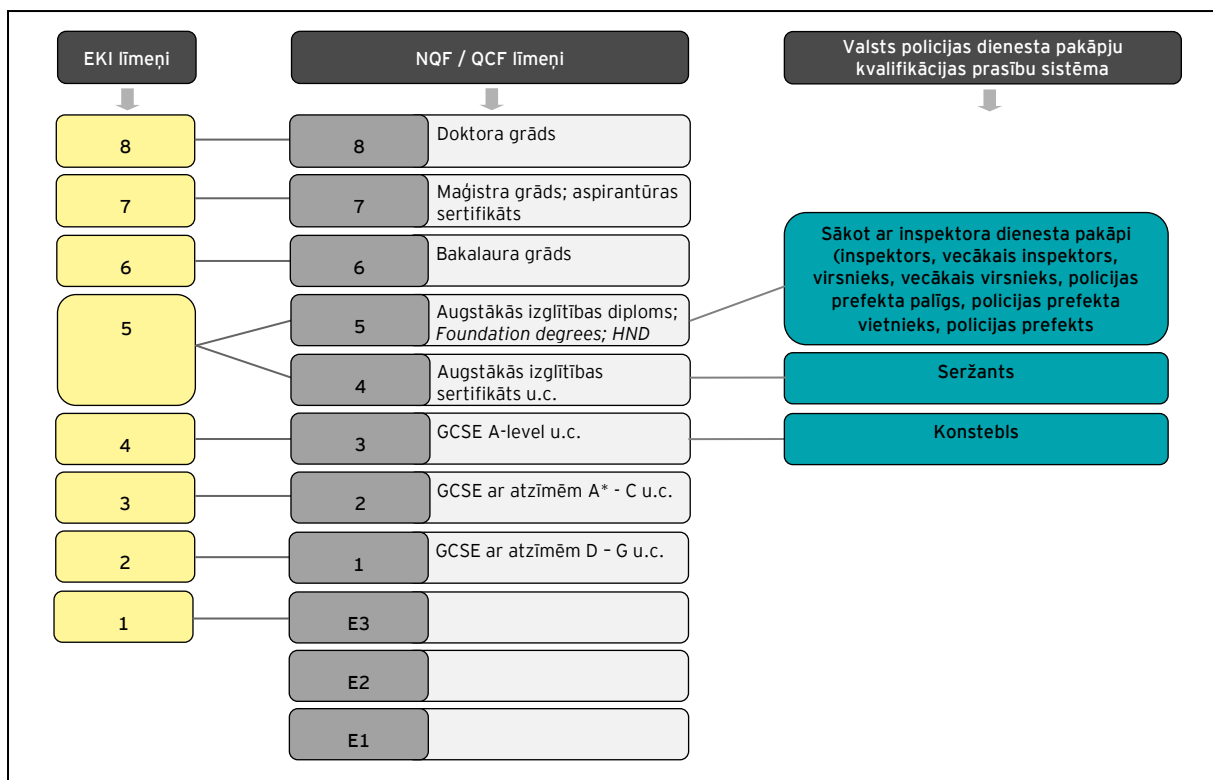 EKI līmeņi
NQF / QCF līmeņi
Valsts policijas dienesta pakāpju
kvalifikācijas prasību sistēma
8
8
Doktora grāds
7
7
Maģistra grāds; aspirantūras
sertifikāts
6
6
Bakalaura grāds
Sākot ar inspektora dienesta pakāpi
(inspektors, vecākais inspektors,
virsnieks, vecākais virsnieks, policijas
prefekta palīgs, policijas prefekta
vietnieks, policijas prefekts
5
5
Augstākās izglītības diploms;
Foundation degrees; HND
4
Augstākās izglītības
sertifikāts u.c.
Seržants
4
3
GCSE A-level u.c.
Konstebls
3
2
GCSE ar atzīmēm A* - C u.c.
2
1
GCSE ar atzīmēm D – G u.c.
1
E3
E2
E1